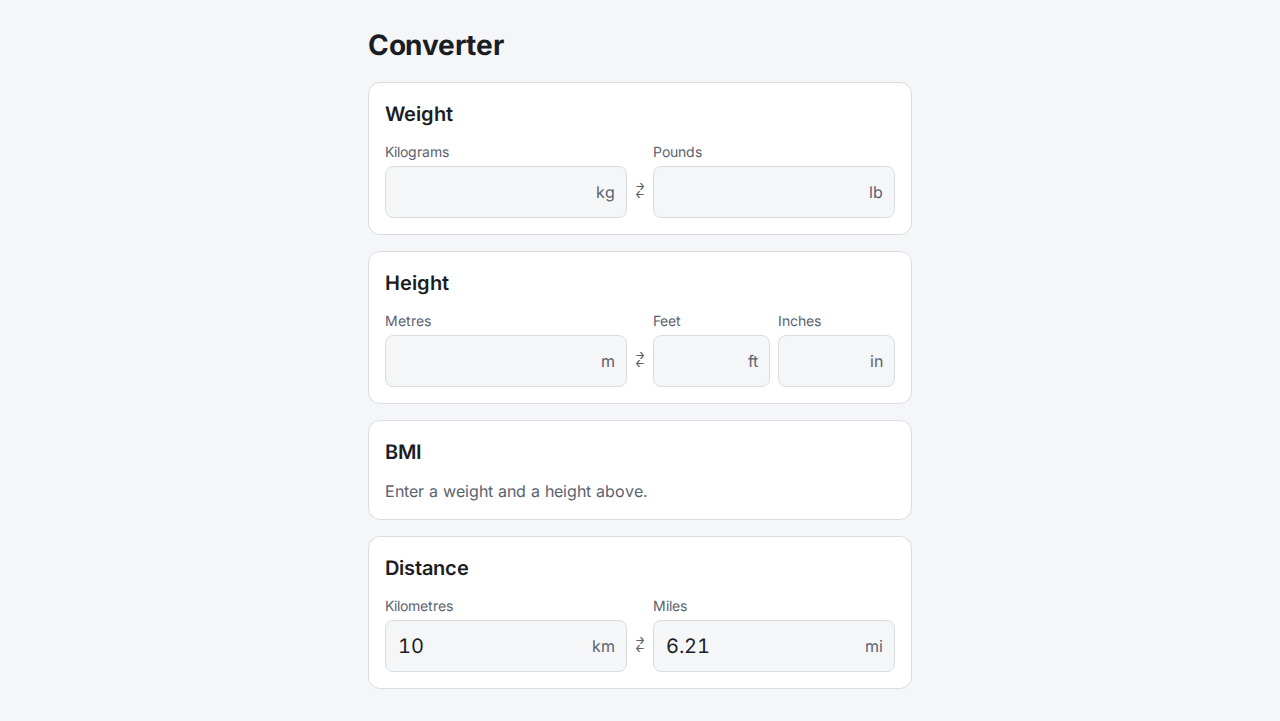 Converter
Weight
Kilograms Pounds
kg ⇄ lb
Height
Metres Feet Inches
m ⇄ ft in
BMI
Enter a weight and a height above.
Distance
Kilometres Miles
10 km ⇄ 6.21 mi